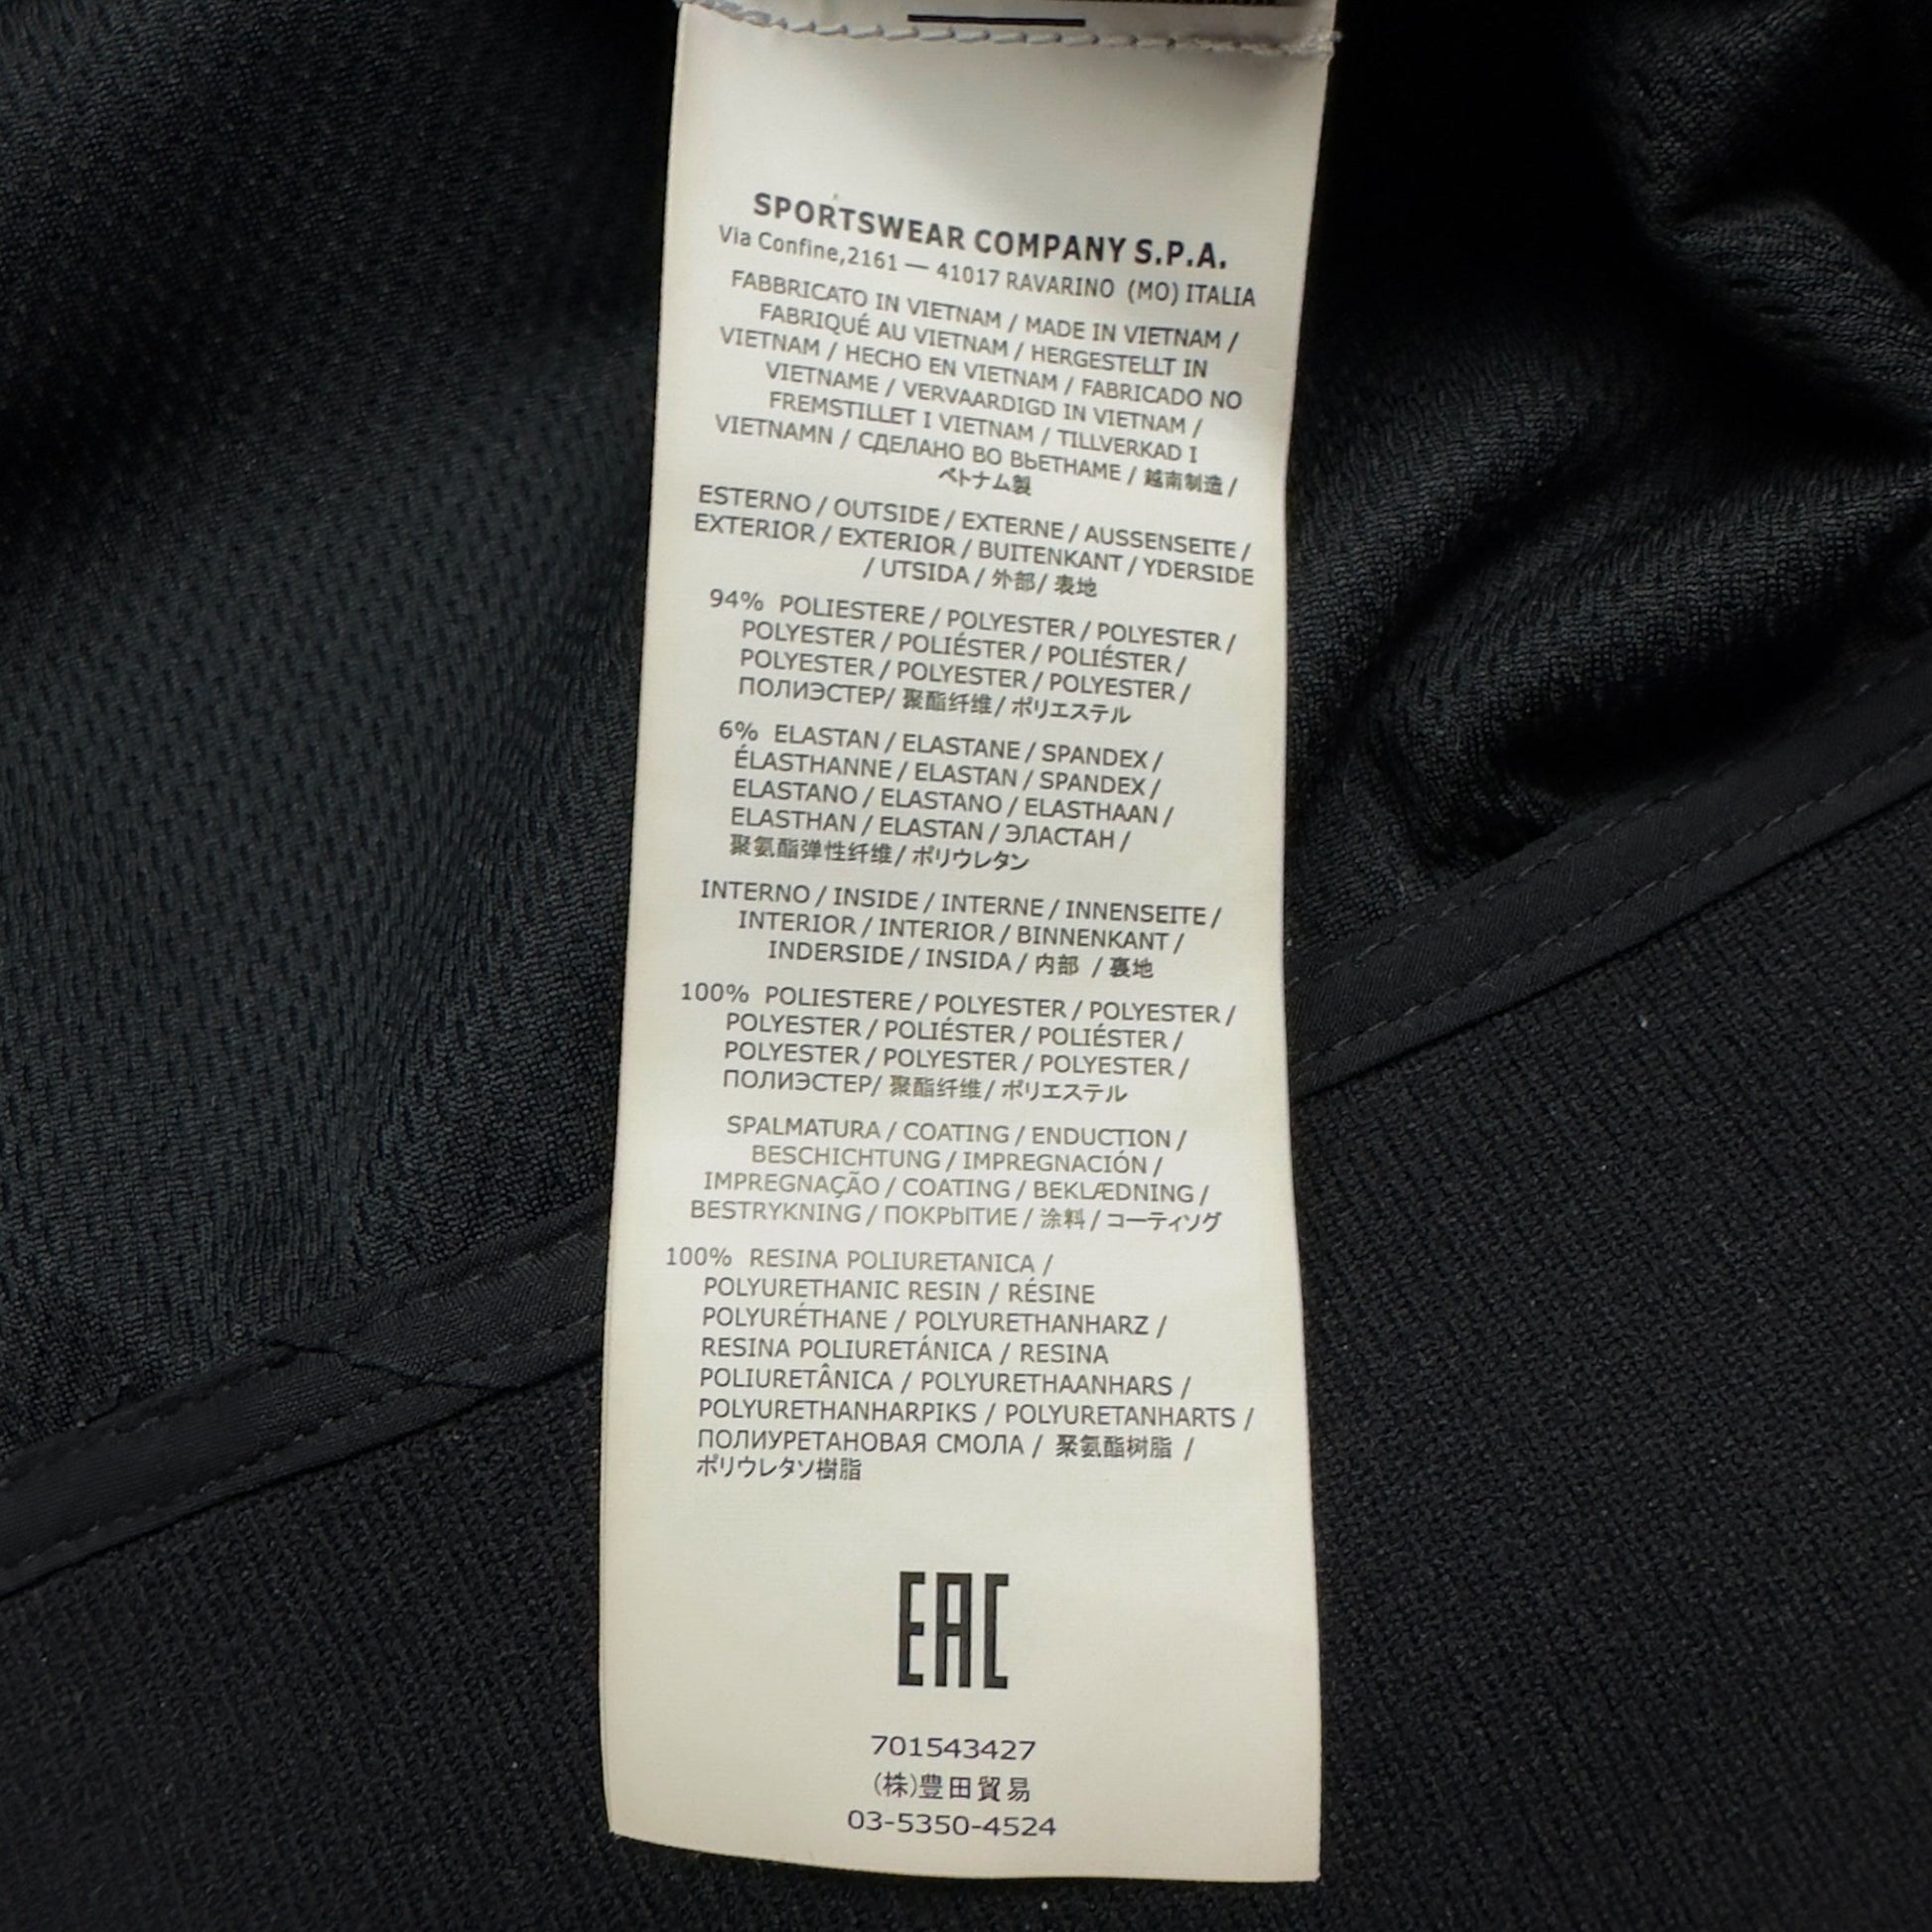 SPORTSWEAR COMPANY S.P.A.
Via Confine,2161 — 41017 RAVARINO (MO) ITALIA
FABBRICATO IN VIETNAM / MADE IN VIETNAM /
FABRIQUÉ AU VIETNAM / HERGESTELLT IN
VIETNAM / HECHO EN VIETNAM / FABRICADO NO
VIETNAME / VERVAARDIGD IN VIETNAM /
FREMSTILLET I VIETNAM / TILLVERKAD I
VIETNAMN / СДЕЛАНО ВО ВЬЕТНАМЕ / 越南制造 /
ベトナム製
ESTERNO / OUTSIDE / EXTERNE / AUSSENSEITE /
EXTERIOR / EXTERIOR / BUITENKANT / YDERSIDE
/ UTSIDA / 外部/ 表地
94% POLIESTERE / POLYESTER / POLYESTER /
POLYESTER / POLIÉSTER / POLIÉSTER /
POLYESTER / POLYESTER / POLYESTER /
ПОЛИЭСТЕР/ 聚酯纤维/ ポリエステル
6% ELASTAN / ELASTANE / SPANDEX /
ÉLASTHANNE / ELASTAN / SPANDEX /
ELASTANO / ELASTANO / ELASTHAAN /
ELASTHAN / ELASTAN / ЭЛАСТАН /
聚氨酯弹性纤维/ ポリウレタン
INTERNO / INSIDE / INTERNE / INNENSEITE /
INTERIOR / INTERIOR / BINNENKANT /
INDERSIDE / INSIDA / 内部 / 裏地
100% POLIESTERE / POLYESTER / POLYESTER /
POLYESTER / POLIÉSTER / POLIÉSTER /
POLYESTER / POLYESTER / POLYESTER /
ПОЛИЭСТЕР/ 聚酯纤维/ ポリエステル
SPALMATURA / COATING / ENDUCTION /
BESCHICHTUNG / IMPREGNACIÓN /
IMPREGNAÇÃO / COATING / BEKLÆDNING /
BESTRYKNING / ПОКРЫТИЕ / 涂料 / コーティソグ
100% RESINA POLIURETANICA /
POLYURETHANIC RESIN / RÉSINE
POLYURÉTHANE / POLYURETHANHARZ /
RESINA POLIURETÁNICA / RESINA
POLIURETÂNICA / POLYURETHAANHARS /
POLYURETHANHARPIKS / POLYURETANHARTS /
ПОЛИУРЕТАНОВАЯ СМОЛА / 聚氨酯树脂 /
ポリウレタソ樹脂
EAC
701543427
(株)豊田貿易
03-5350-4524